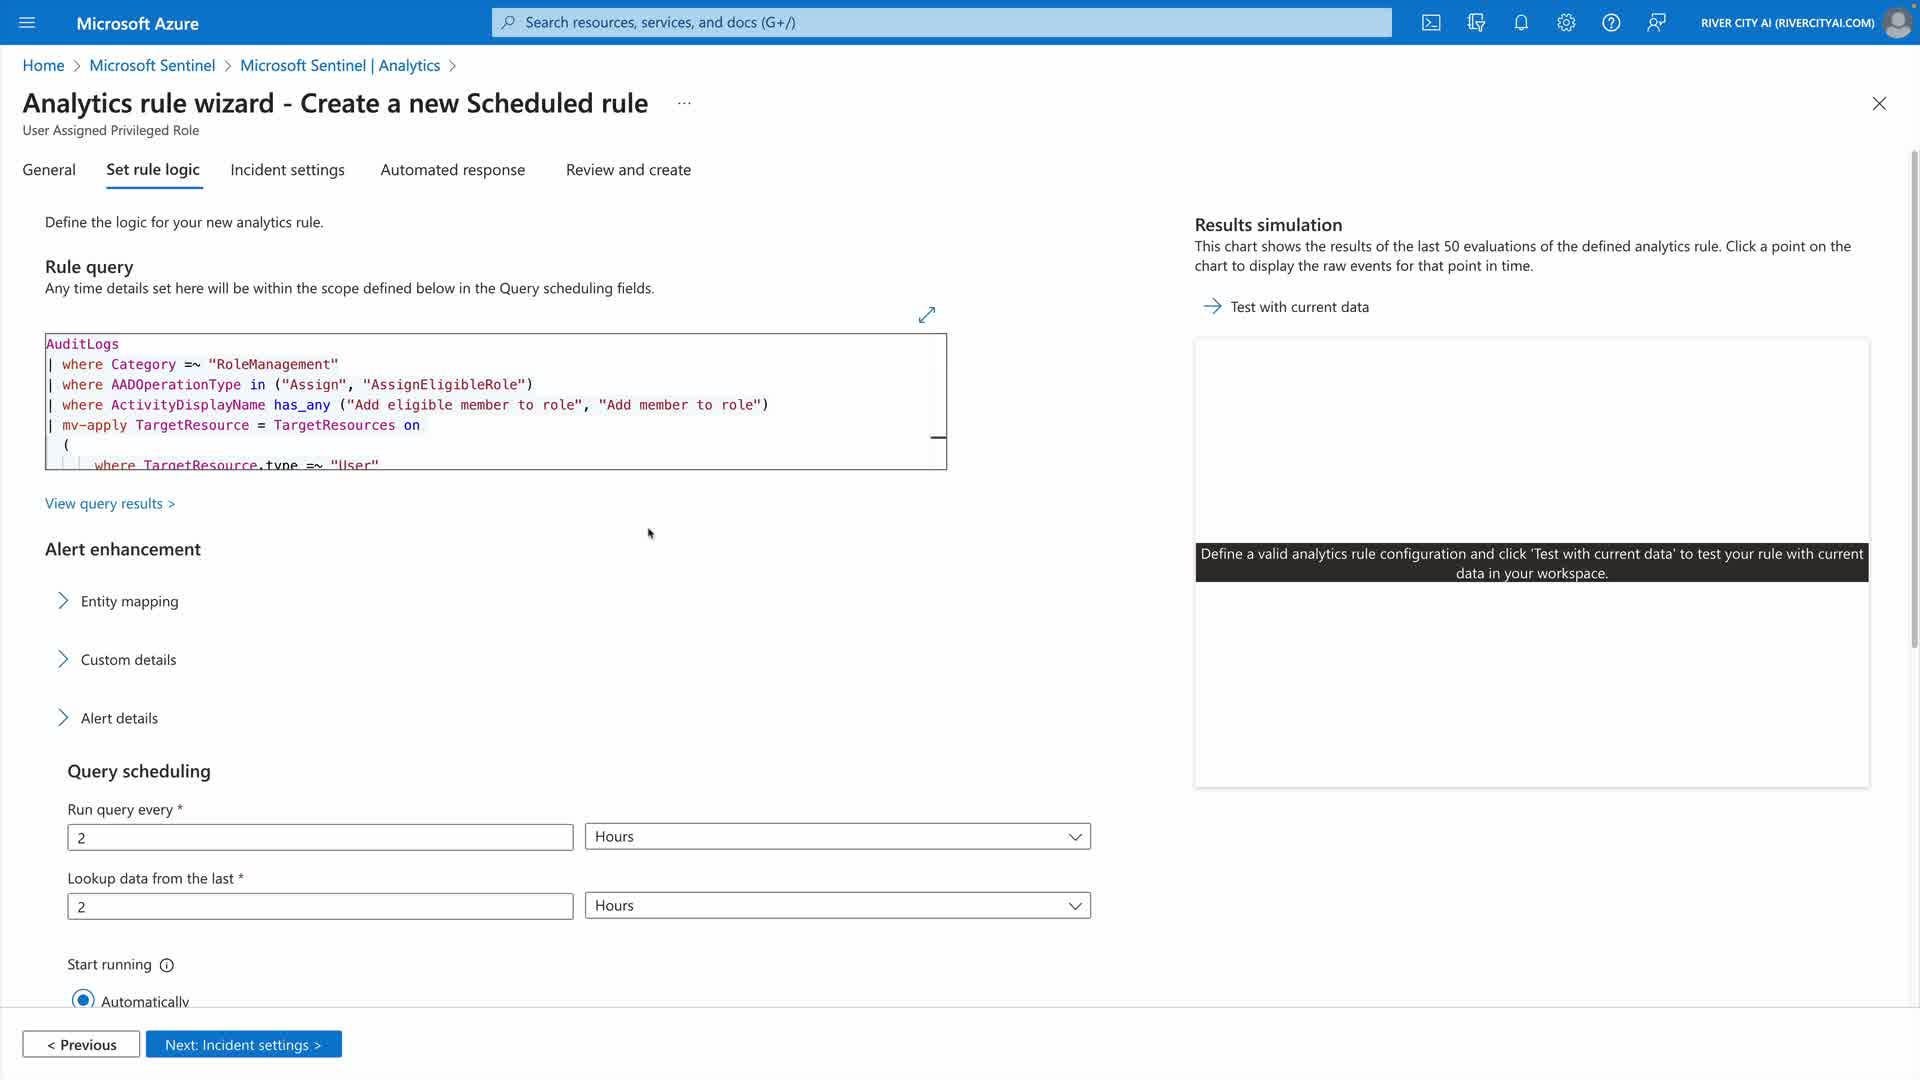 Microsoft Azure
Search resources, services, and docs (G+/)
RIVER CITY AI (RIVERCITYAI.COM)
Home > Microsoft Sentinel > Microsoft Sentinel | Analytics >
Analytics rule wizard - Create a new Scheduled rule ...
User Assigned Privileged Role
General Set rule logic Incident settings Automated response Review and create
Define the logic for your new analytics rule.
Rule query
Any time details set here will be within the scope defined below in the Query scheduling fields.
AuditLogs
| where Category =~ "RoleManagement"
| where AADOperationType in ("Assign", "AssignEligibleRole")
| where ActivityDisplayName has_any ("Add eligible member to role", "Add member to role")
| mv-apply TargetResource = TargetResources on
(
where TargetResource.type =~ "User"
View query results >
Alert enhancement
Entity mapping
Custom details
Alert details
Query scheduling
Run query every *
2 Hours
Lookup data from the last *
2 Hours
Start running
Automatically
Results simulation
This chart shows the results of the last 50 evaluations of the defined analytics rule. Click a point on the
chart to display the raw events for that point in time.
Test with current data
Define a valid analytics rule configuration and click 'Test with current data' to test your rule with current
data in your workspace.
< Previous Next: Incident settings >